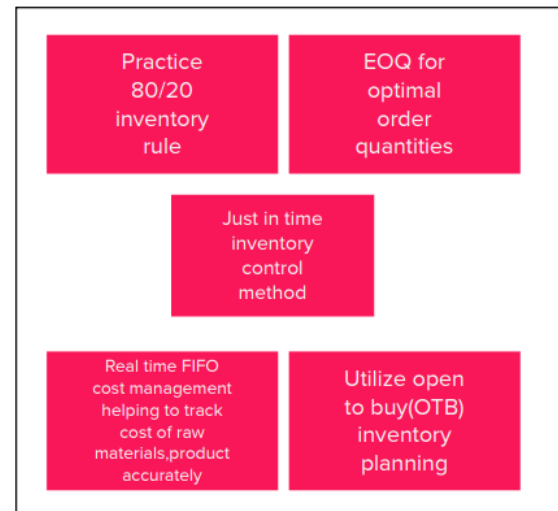 Practice
80/20
inventory
rule
EOQ for
optimal
order
quantities
Just in time
inventory
control
method
Real time FIFO
cost management
helping to track
cost of raw
materials,product
accurately
Utilize open
to buy(OTB)
inventory
planning